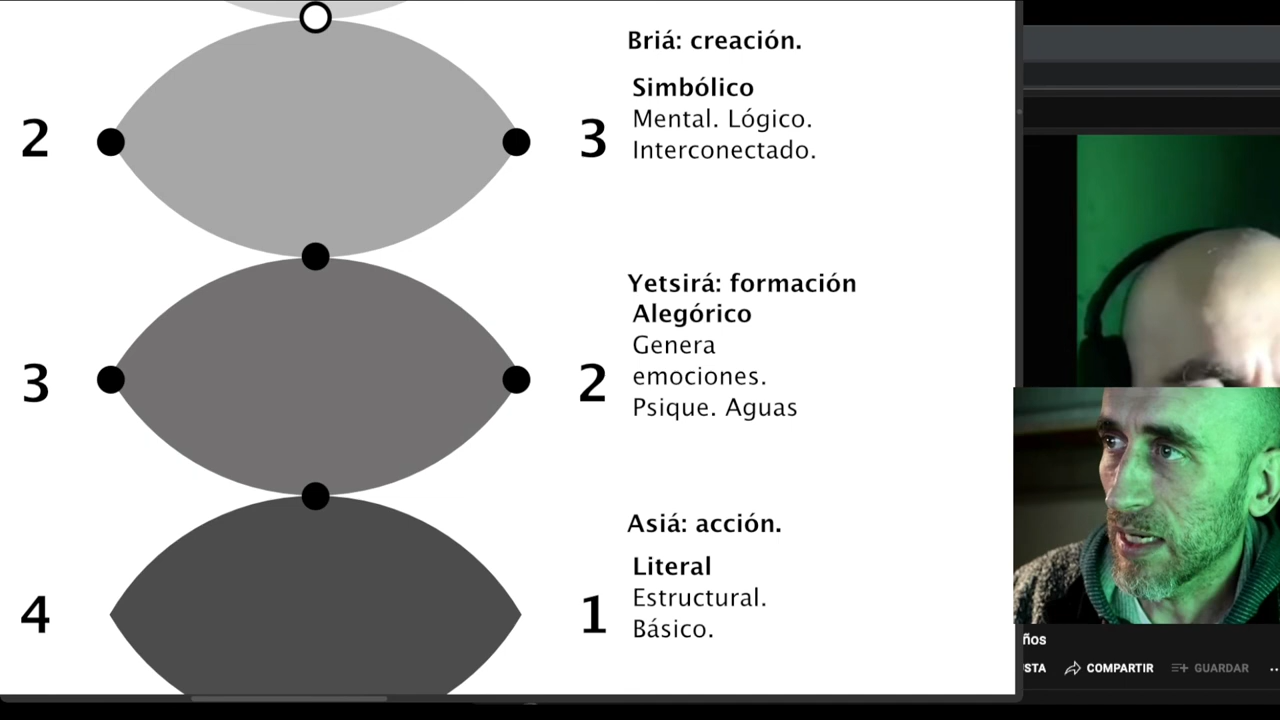 Briá: creación.
Simbólico
2
3
Mental. Lógico.
Interconectado.
Yetsirá: formación
Alegórico
Genera
3
2
emociones.
Psique. Aguas
Asiá: acción.
Literal
4
1
Estructural.
Básico.
ños
USTA
COMPARTIR
GUARDAR